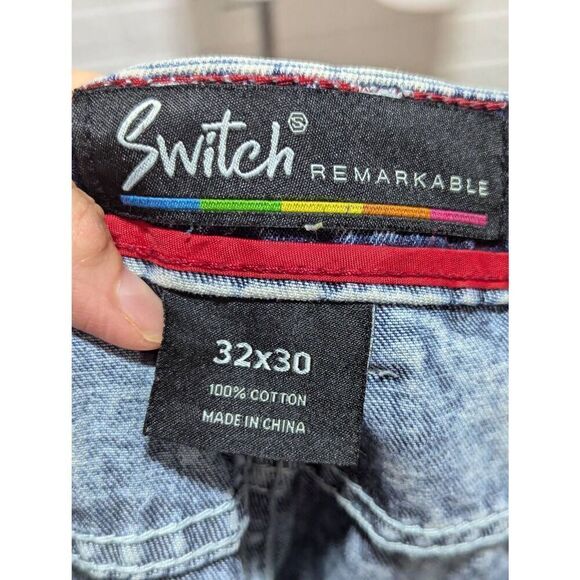 Switch S REMARKABLE
32x30
100% COTTON
MADE IN CHINA